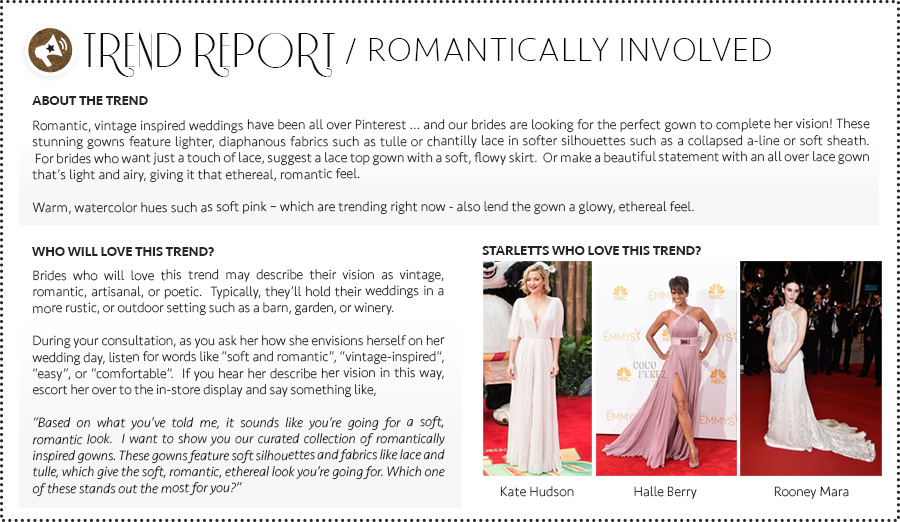 TREND REPORT / ROMANTICALLY INVOLVED
ABOUT THE TREND
Romantic, vintage inspired weddings have been all over Pinterest ... and our brides are looking for the perfect gown to complete her vision! These
stunning gowns feature lighter, diaphanous fabrics such as tulle or chantilly lace in softer silhouettes such as a collapsed a-line or soft sheath.
For brides who want just a touch of lace, suggest a lace top gown with a soft, flowy skirt. Or make a beautiful statement with an all over lace gown
that's light and airy, giving it that ethereal, romantic feel.
Warm, watercolor hues such as soft pink – which are trending right now - also lend the gown a glowy, ethereal feel.
WHO WILL LOVE THIS TREND?
Brides who will love this trend may describe their vision as vintage,
romantic, artisanal, or poetic. Typically, they'll hold their weddings in a
more rustic, or outdoor setting such as a barn, garden, or winery.
During your consultation, as you ask her how she envisions herself on her
wedding day, listen for words like "soft and romantic", "vintage-inspired",
"easy", or "comfortable". If you hear her describe her vision in this way,
escort her over to the in-store display and say something like,
"Based on what you've told me, it sounds like you're going for a soft,
romantic look. I want to show you our curated collection of romantically
inspired gowns. These gowns feature soft silhouettes and fabrics like lace and
tulle, which give the soft, romantic, ethereal look you're going for. Which one
of these stands out the most for you?"
STARLETTS WHO LOVE THIS TREND?
NBC
EMMYS
NBC
COCO
PEREZ
EMMYS
NBC
EMMYS
Kate Hudson
Halle Berry
Rooney Mara